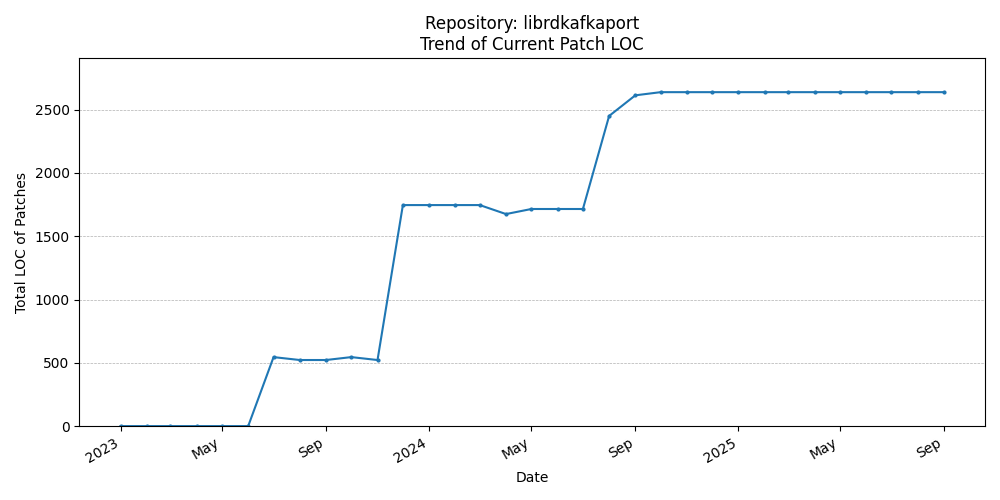 Repository: librdkafkaport
Trend of Current Patch LOC
Total LOC of Patches
2500
2000
1500
1000
500
0
2023
May
Sep
2024
May
Sep
2025
May
Sep
Date